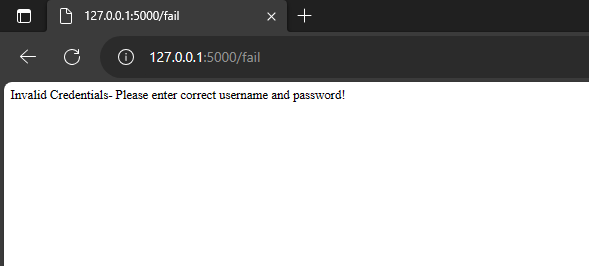 127.0.0.1:5000/fail
127.0.0.1:5000/fail
Invalid Credentials- Please enter correct username and password!